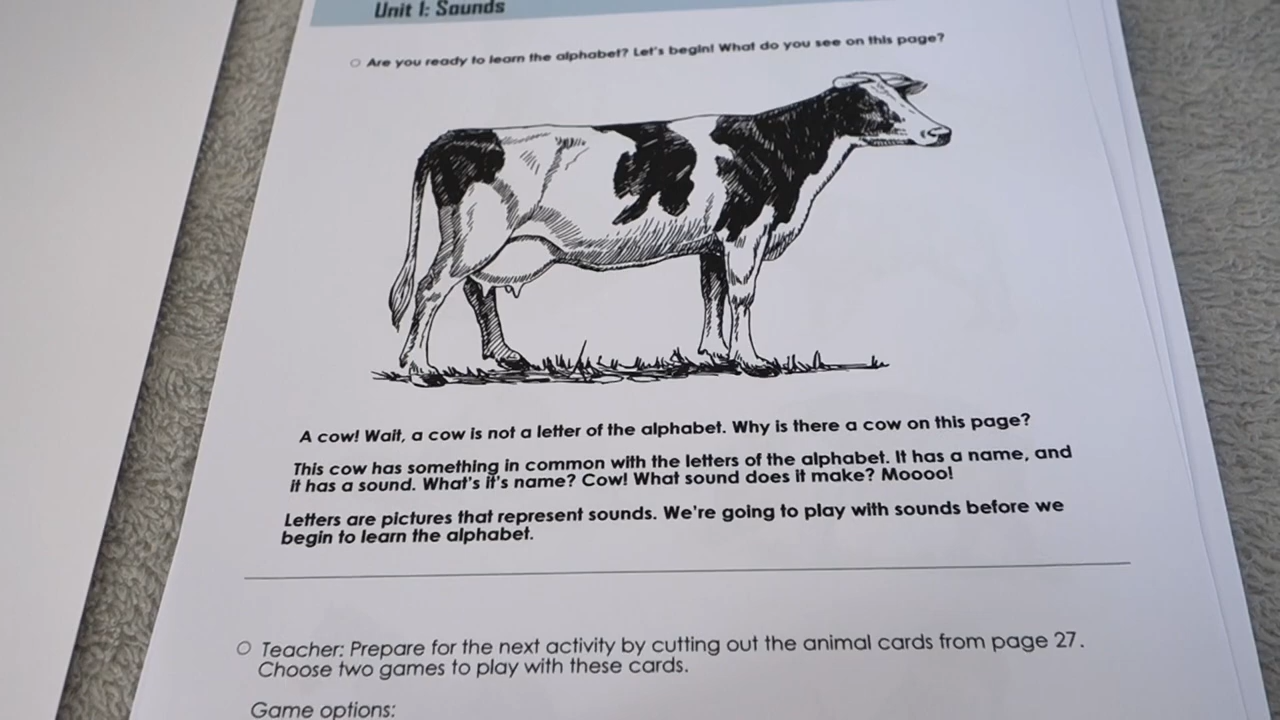 Unit 1: Sounds
Are you ready to learn the alphabet? Let's begin! What do you see on this page?
A cow! Wait, a cow is not a letter of the alphabet. Why is there a cow on this page?
This cow has something in common with the letters of the alphabet. It has a name, and
it has a sound. What's it's name? Cow! What sound does it make? Moooo!
Letters are pictures that represent sounds. We're going to play with sounds before we
begin to learn the alphabet.
Teacher: Prepare for the next activity by cutting out the animal cards from page 27.
Choose two games to play with these cards.
Game options: